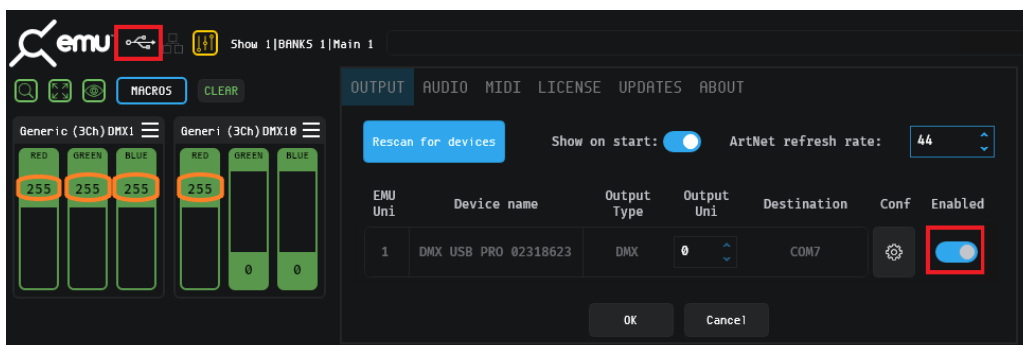 emu
Show 1|BANKS 1|Main 1
MACROS
CLEAR
Generic (3Ch) DMX1
Generi (3Ch) DMX10
RED GREEN BLUE
RED GREEN BLUE
255 255 255
255
0 0
OUTPUT AUDIO MIDI LICENSE UPDATES ABOUT
Rescan for devices
Show on start:
ArtNet refresh rate:
44
EMU Uni
Device name
Output Type
Output Uni
Destination
Conf
Enabled
1
DMX USB PRO 02318623
DMX
0
COM7
OK
Cancel